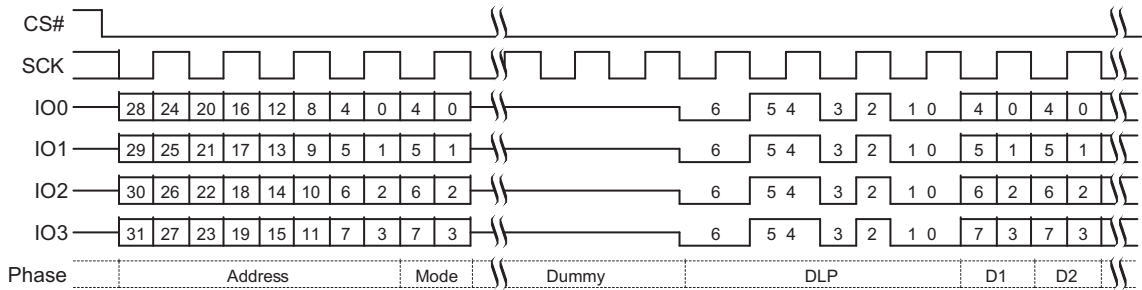 CS#
SCK
IO0 28 24 20 16 12 8 4 0 4 0 6 5 4 3 2 1 0 4 0 4 0
IO1 29 25 21 17 13 9 5 1 5 1 6 5 4 3 2 1 0 5 1 5 1
IO2 30 26 22 18 14 10 6 2 6 2 6 5 4 3 2 1 0 6 2 6 2
IO3 31 27 23 19 15 11 7 3 7 3 6 5 4 3 2 1 0 7 3 7 3
Phase Address Mode Dummy DLP D1 D2